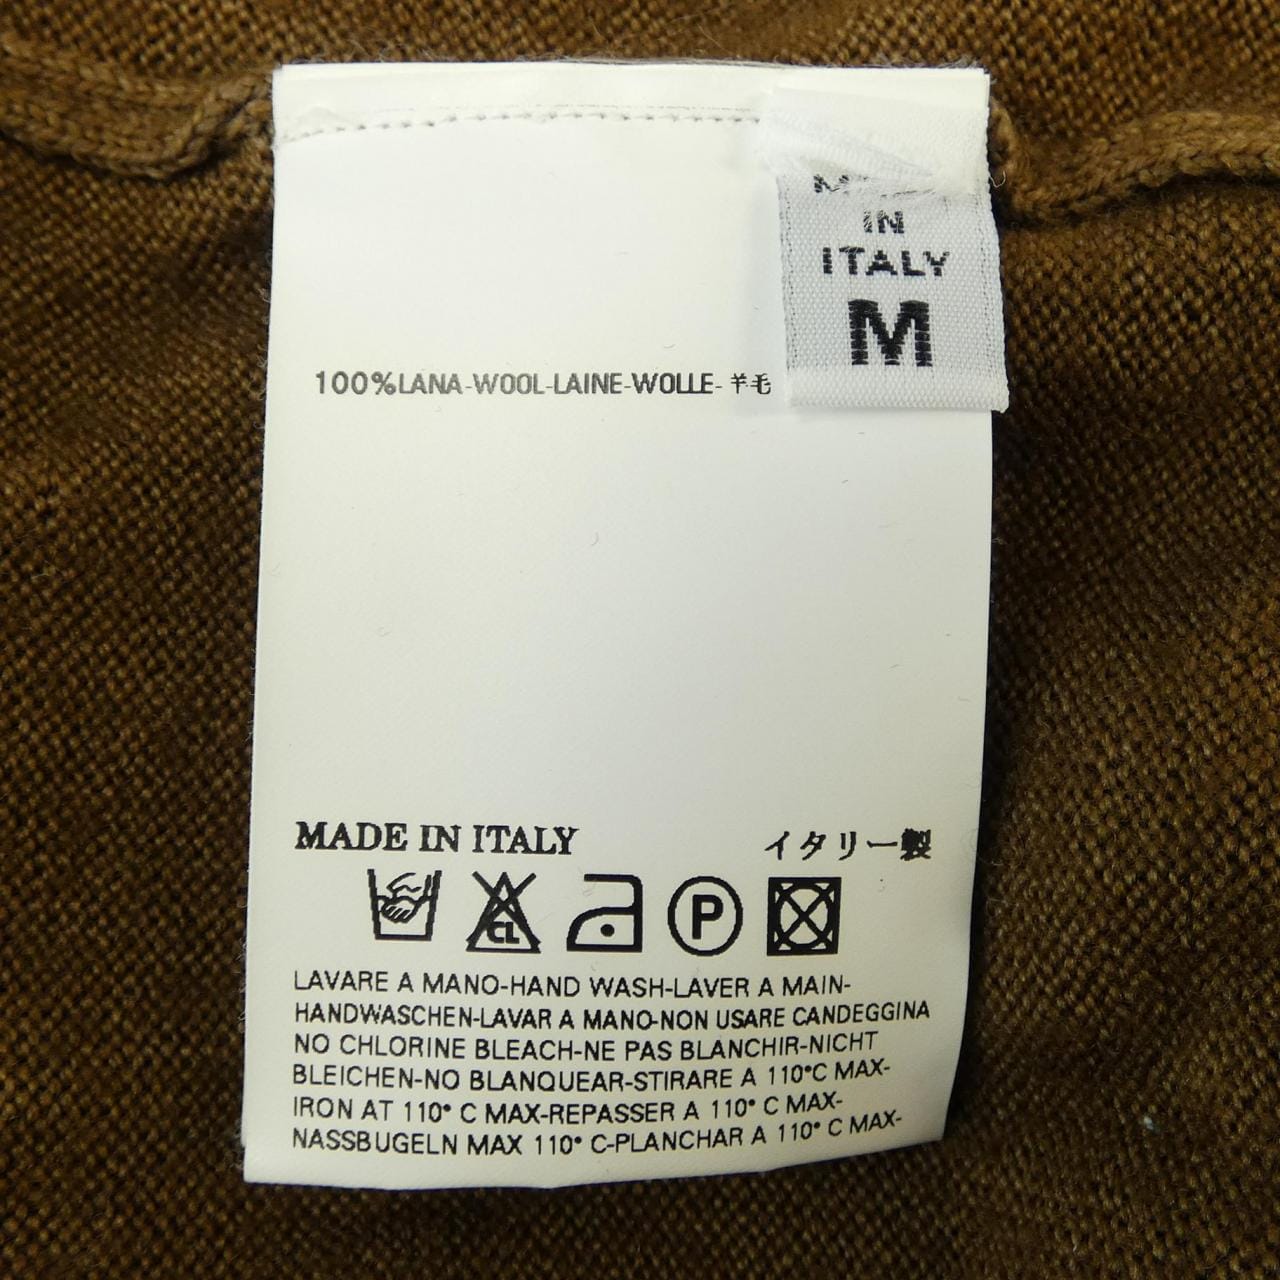 IN
ITALY
M
100%LANA-WOOL-LAINE-WOLLE-羊毛
MADE IN ITALY イタリー製
CL P
LAVARE A MANO-HAND WASH-LAVER A MAIN-
HANDWASCHEN-LAVAR A MANO-NON USARE CANDEGGINA
NO CHLORINE BLEACH-NE PAS BLANCHIR-NICHT
BLEICHEN-NO BLANQUEAR-STIRARE A 110°C MAX-
IRON AT 110° C MAX-REPASSER A 110° C MAX-
NASSBUGELN MAX 110° C-PLANCHAR A 110° C MAX-